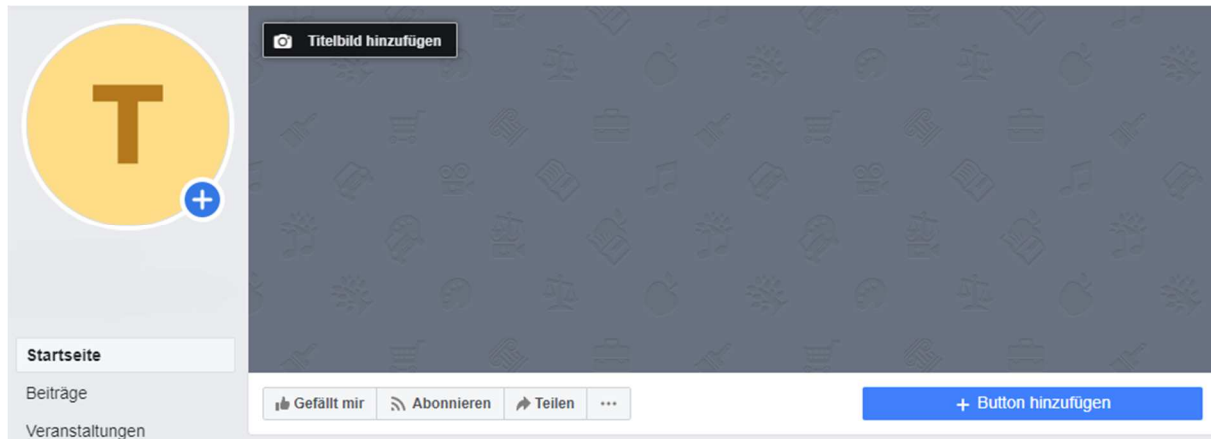 T
Titelbild hinzufügen
Startseite
Beiträge
Veranstaltungen
Gefällt mir
Abonnieren
Teilen
+ Button hinzufügen